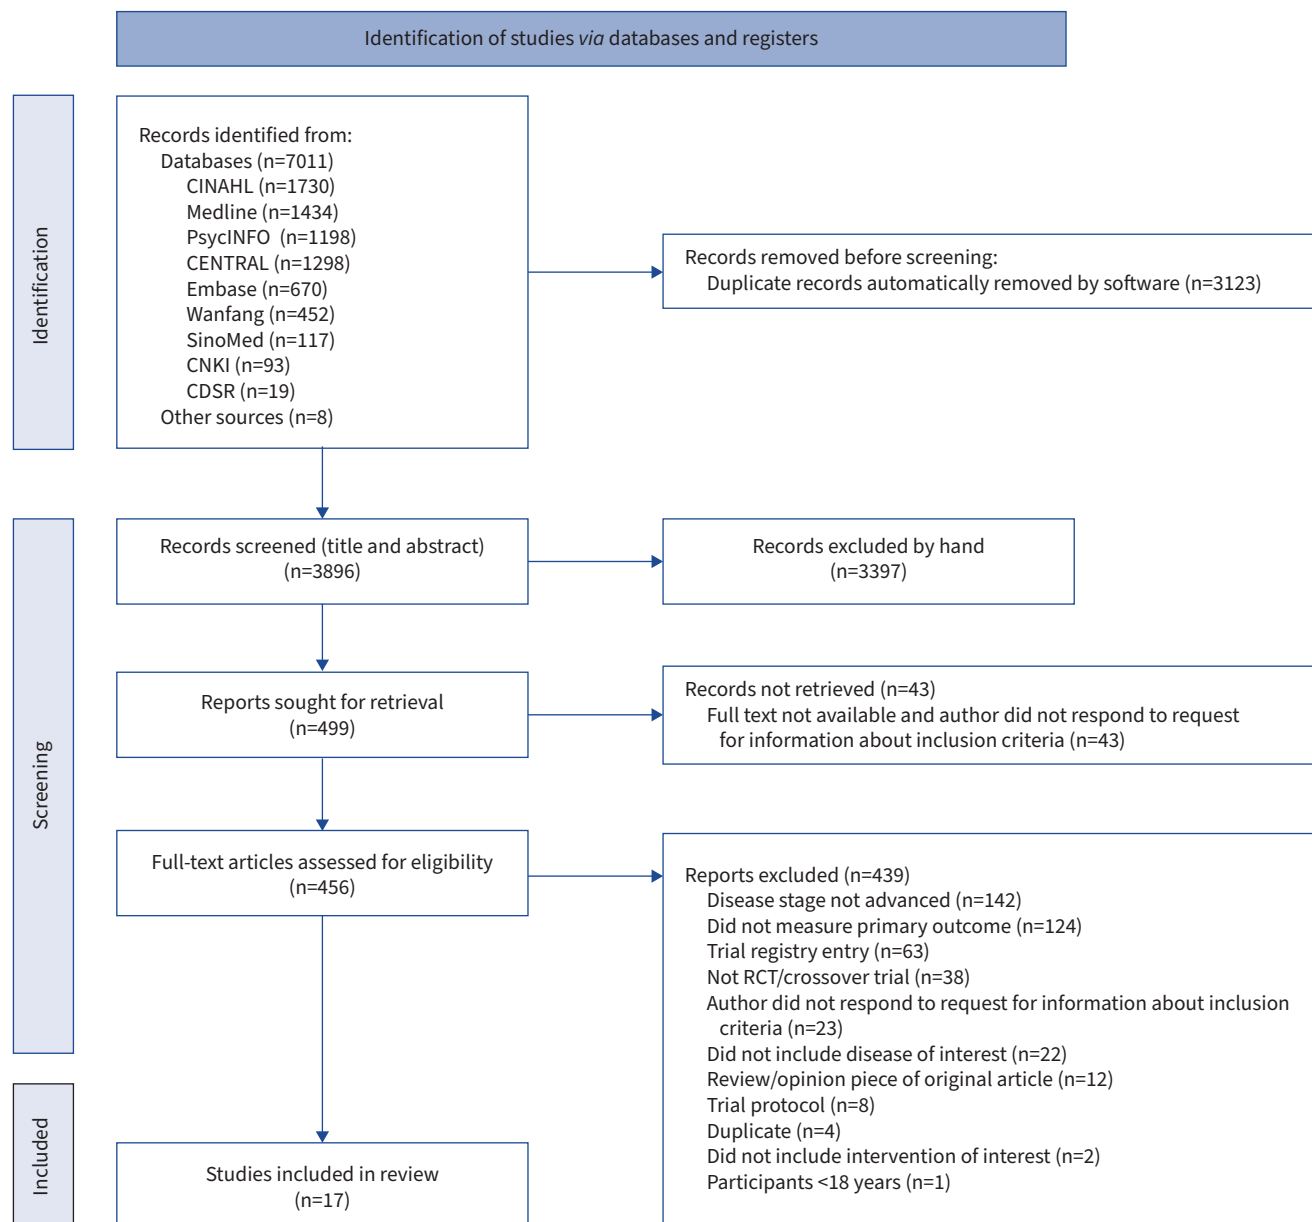 Identification of studies via databases and registers
Identification
Records identified from:
Databases (n=7011)
CINAHL (n=1730)
Medline (n=1434)
PsycINFO (n=1198)
CENTRAL (n=1298)
Embase (n=670)
Wanfang (n=452)
SinoMed (n=117)
CNKI (n=93)
CDSR (n=19)
Other sources (n=8)
Records removed before screening:
Duplicate records automatically removed by software (n=3123)
Screening
Records screened (title and abstract)
(n=3896)
Records excluded by hand
(n=3397)
Reports sought for retrieval
(n=499)
Records not retrieved (n=43)
Full text not available and author did not respond to request
for information about inclusion criteria (n=43)
Full-text articles assessed for eligibility
(n=456)
Reports excluded (n=439)
Disease stage not advanced (n=142)
Did not measure primary outcome (n=124)
Trial registry entry (n=63)
Not RCT/crossover trial (n=38)
Author did not respond to request for information about inclusion
criteria (n=23)
Did not include disease of interest (n=22)
Review/opinion piece of original article (n=12)
Trial protocol (n=8)
Duplicate (n=4)
Did not include intervention of interest (n=2)
Participants <18 years (n=1)
Included
Studies included in review
(n=17)